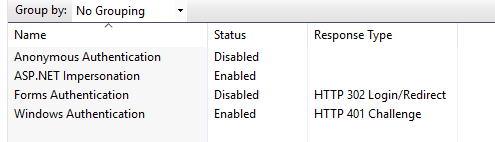 Group by: No Grouping
Name Status Response Type
Anonymous Authentication Disabled
ASP.NET Impersonation Enabled
Forms Authentication Disabled HTTP 302 Login/Redirect
Windows Authentication Enabled HTTP 401 Challenge